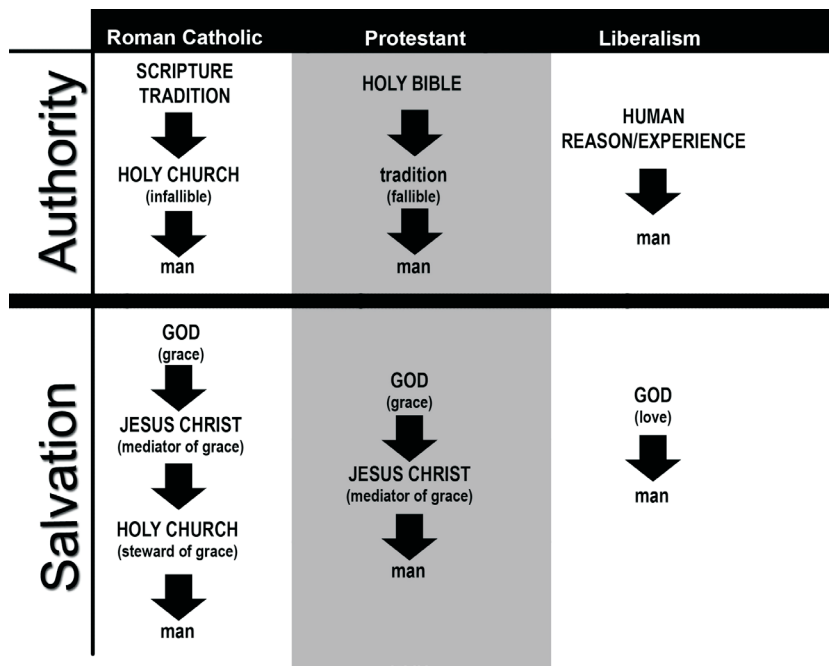 Roman Catholic
Protestant
Liberalism
Authority
SCRIPTURE
TRADITION
HOLY CHURCH
(infallible)
man
HOLY BIBLE
tradition
(fallible)
man
HUMAN
REASON/EXPERIENCE
man
Salvation
GOD
(grace)
JESUS CHRIST
(mediator of grace)
HOLY CHURCH
(steward of grace)
man
GOD
(grace)
JESUS CHRIST
(mediator of grace)
man
GOD
(love)
man